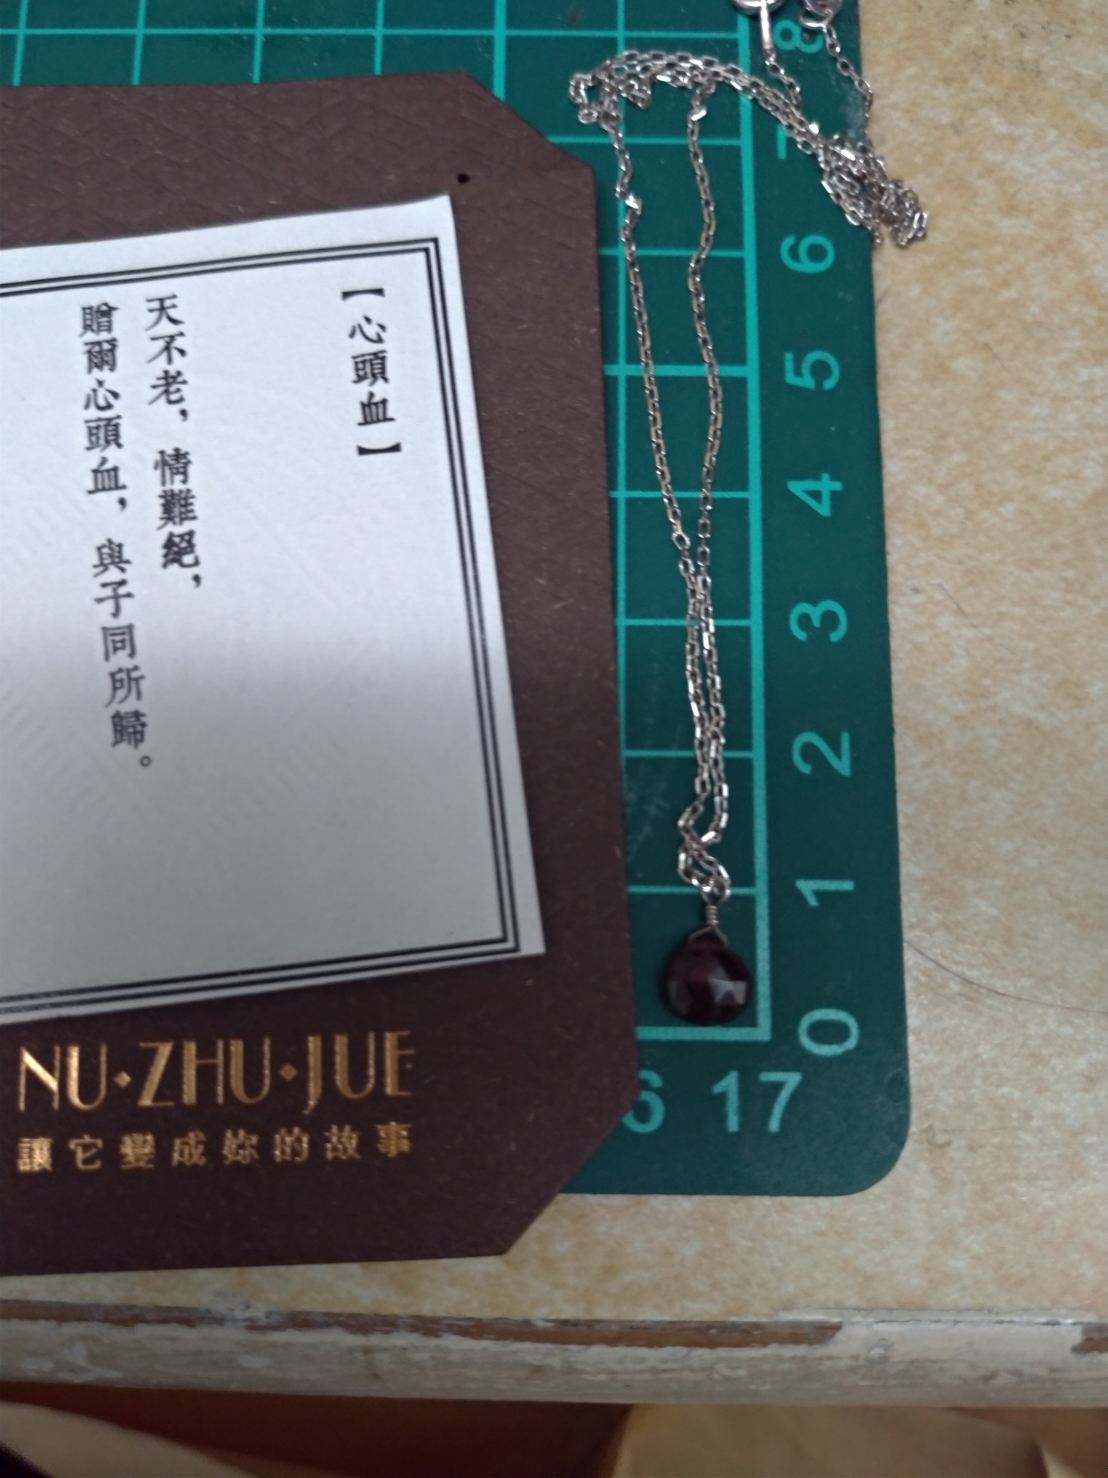 【心頭血】
天不老，情難絕，
贈爾心頭血，與子同所歸。
NU·ZHU·JUE
讓它變成妳的故事
8
7
6
5
4
3
2
1
0
6 17